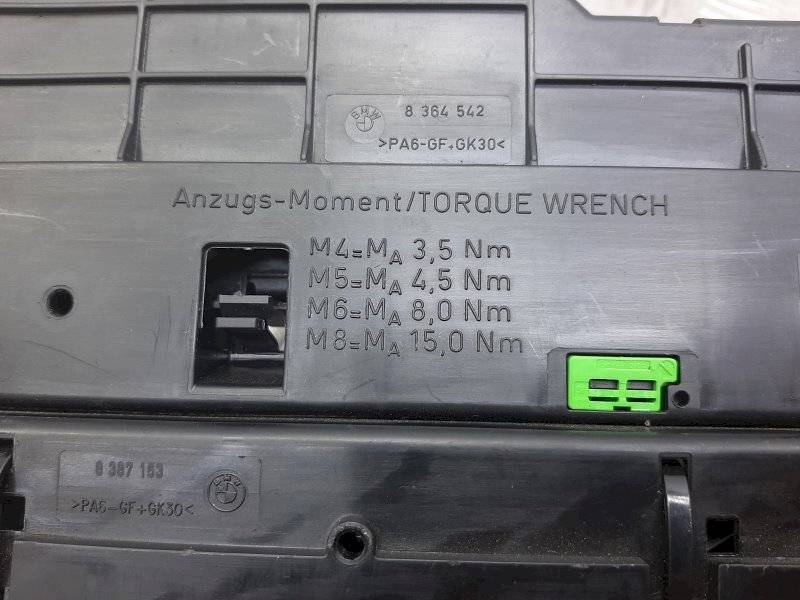 BMW
8 364 542
>PA6-GF+GK30<
Anzugs-Moment/TORQUE WRENCH
M4=MA 3,5 Nm
M5=MA 4,5 Nm
M6=MA 8,0 Nm
M8=MA 15,0 Nm
8 387 153
>PA6-GF+GK30<